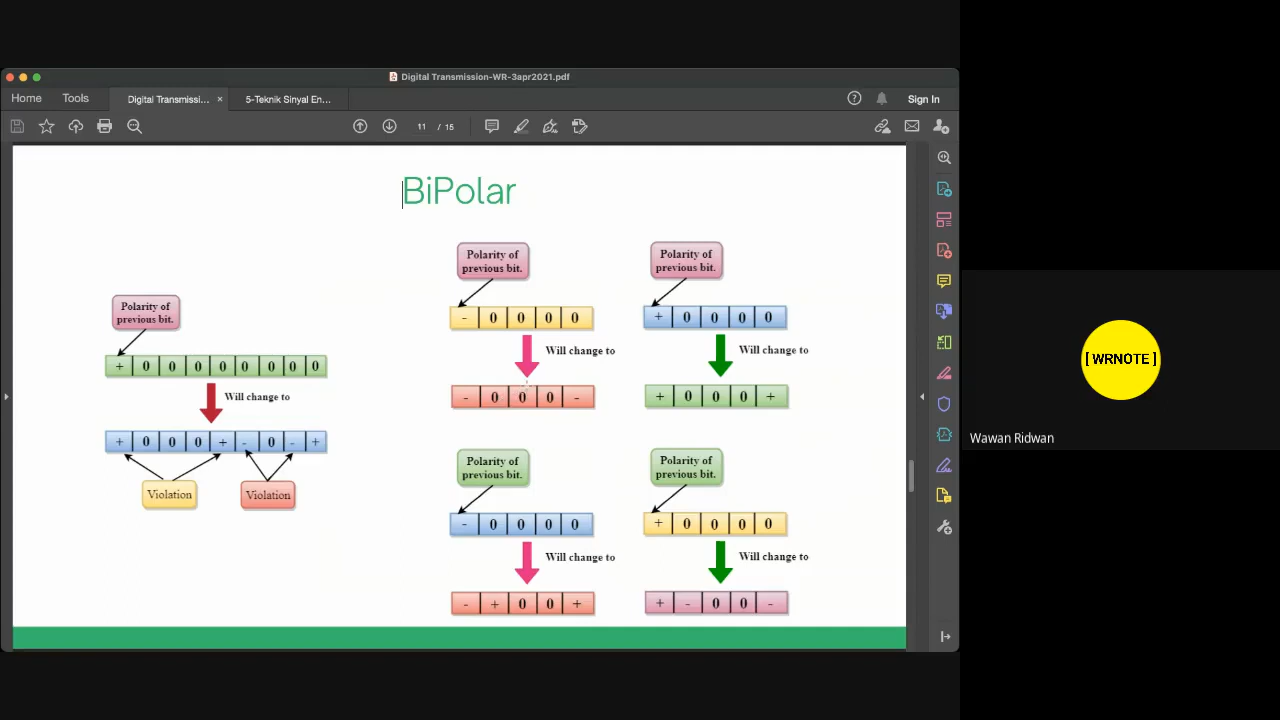 Digital Transmission-WR-3apr2021.pdf
Home
Tools
Digital Transmissi...
×
5-Teknik Sinyal En...
?
Sign In
11 / 15
BiPolar
Polarity of
previous bit.
+ 0 0 0 0 0 0 0 0
Will change to
+ 0 0 0 + - 0 - +
Violation
Violation
Polarity of
previous bit.
- 0 0 0 0
Will change to
- 0 0 0 -
Polarity of
previous bit.
+ 0 0 0 0
Will change to
+ 0 0 0 +
Polarity of
previous bit.
- 0 0 0 0
Will change to
- + 0 0 +
Polarity of
previous bit.
+ 0 0 0 0
Will change to
+ - 0 0 -
[ WRNOTE ]
Wawan Ridwan